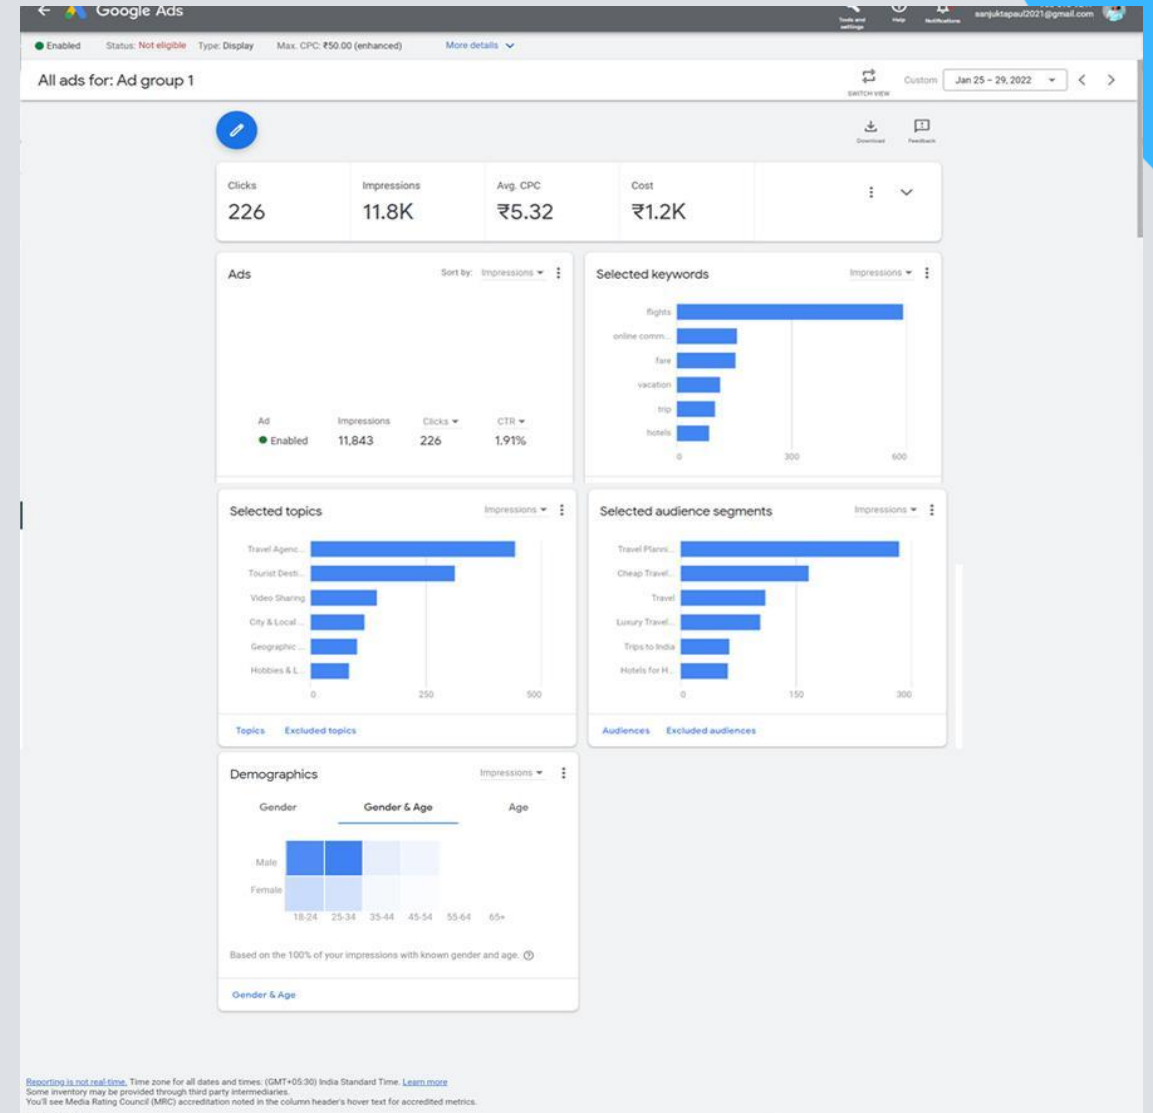 Google Ads
Tools and settings
Help
Notifications
sanjuktapaul2021@gmail.com
Enabled Status: Not eligible Type: Display Max. CPC: ₹50.00 (enhanced) More details
All ads for: Ad group 1
SWITCH VIEW
Custom Jan 25 – 29, 2022
Download Feedback
Clicks Impressions Avg. CPC Cost
226 11.8K ₹5.32 ₹1.2K
Ads Sort by: Impressions
Ad Impressions Clicks CTR
Enabled 11,843 226 1.91%
Selected keywords Impressions
flights
online comm...
fare
vacation
trip
hotels
0 300 600
Selected topics Impressions
Travel Agenc...
Tourist Desti...
Video Sharing
City & Local ...
Geographic ...
Hobbies & L...
0 250 500
Topics Excluded topics
Selected audience segments Impressions
Travel Planni...
Cheap Travel...
Travel
Luxury Travel...
Trips to India
Hotels for H...
0 150 300
Audiences Excluded audiences
Demographics Impressions
Gender Gender & Age Age
Male
Female
18-24 25-34 35-44 45-54 55-64 65+
Based on the 100% of your impressions with known gender and age.
Gender & Age
Reporting is not real-time. Time zone for all dates and times: (GMT+05:30) India Standard Time. Learn more
Some inventory may be provided through third party intermediaries.
You'll see Media Rating Council (MRC) accreditation noted in the column header's hover text for accredited metrics.